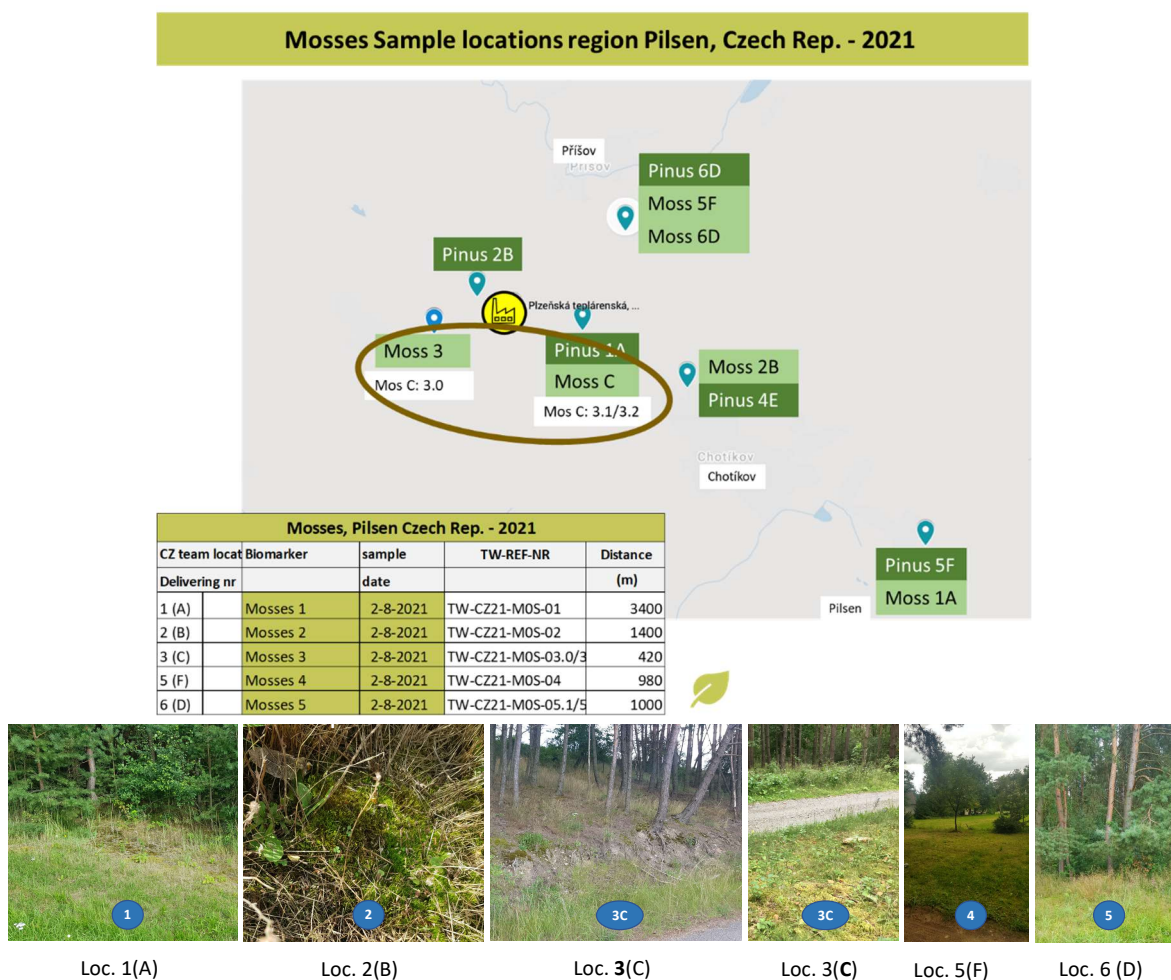 Mosses Sample locations region Pilsen, Czech Rep. - 2021
Příšov
Příšov
Pinus 6D
Moss 5F
Moss 6D
Pinus 2B
Plzeňská teplárenská, ...
Moss 3
Mos C: 3.0
Pinus 1A
Moss C
Mos C: 3.1/3.2
Moss 2B
Pinus 4E
Chotíkov
Chotíkov
Pinus 5F
Moss 1A
Pilsen
Mosses, Pilsen Czech Rep. - 2021
CZ team locat Biomarker sample TW-REF-NR Distance
Delivering nr date (m)
1 (A) Mosses 1 2-8-2021 TW-CZ21-M0S-01 3400
2 (B) Mosses 2 2-8-2021 TW-CZ21-M0S-02 1400
3 (C) Mosses 3 2-8-2021 TW-CZ21-M0S-03.0/3 420
5 (F) Mosses 4 2-8-2021 TW-CZ21-M0S-04 980
6 (D) Mosses 5 2-8-2021 TW-CZ21-M0S-05.1/5 1000
1 2 3C 3C 4 5
Loc. 1(A) Loc. 2(B) Loc. 3(C) Loc. 3(C) Loc. 5(F) Loc. 6 (D)